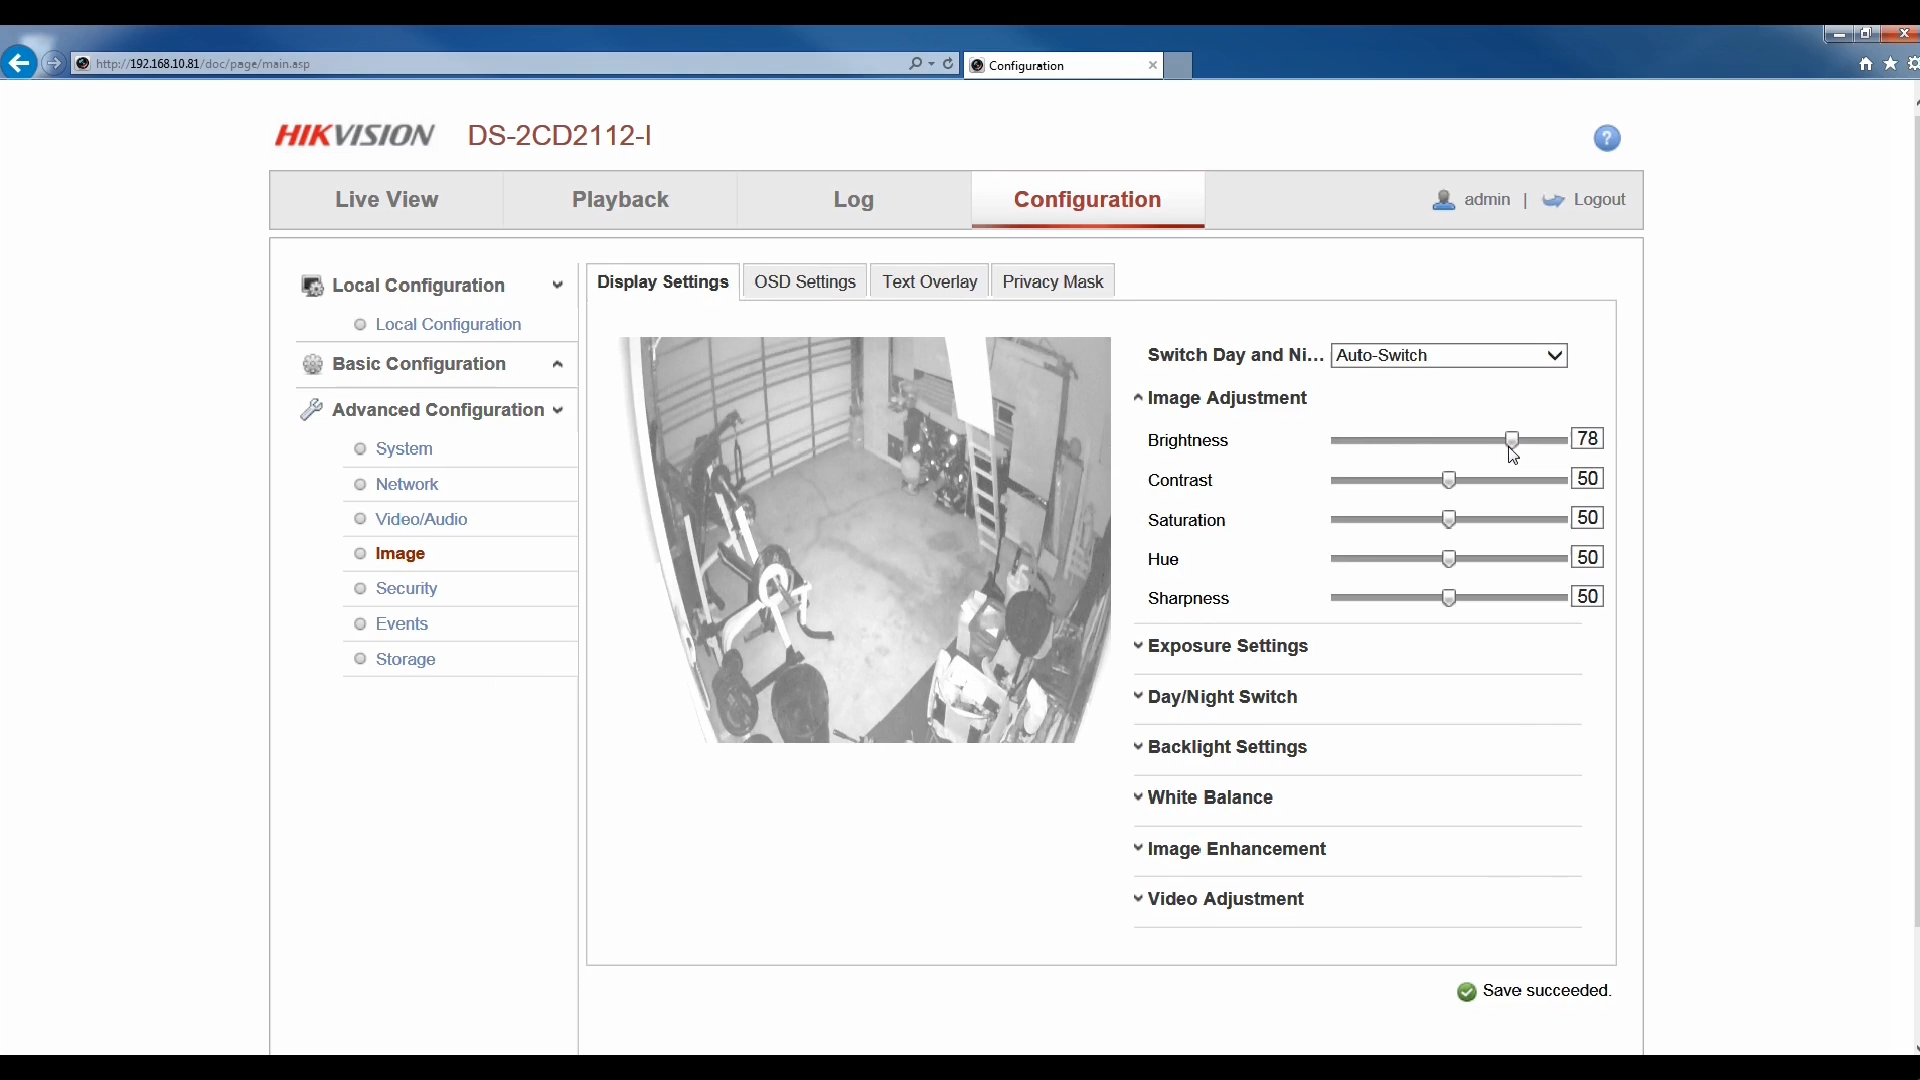 http://192.168.10.81/doc/page/main.asp
Configuration
HIKVISION DS-2CD2112-I
?
Live View Playback Log Configuration admin | Logout
Local Configuration
Local Configuration
Basic Configuration
Advanced Configuration
System
Network
Video/Audio
Image
Security
Events
Storage
Display Settings OSD Settings Text Overlay Privacy Mask
Switch Day and Ni... Auto-Switch
Image Adjustment
Brightness 78
Contrast 50
Saturation 50
Hue 50
Sharpness 50
Exposure Settings
Day/Night Switch
Backlight Settings
White Balance
Image Enhancement
Video Adjustment
Save succeeded.